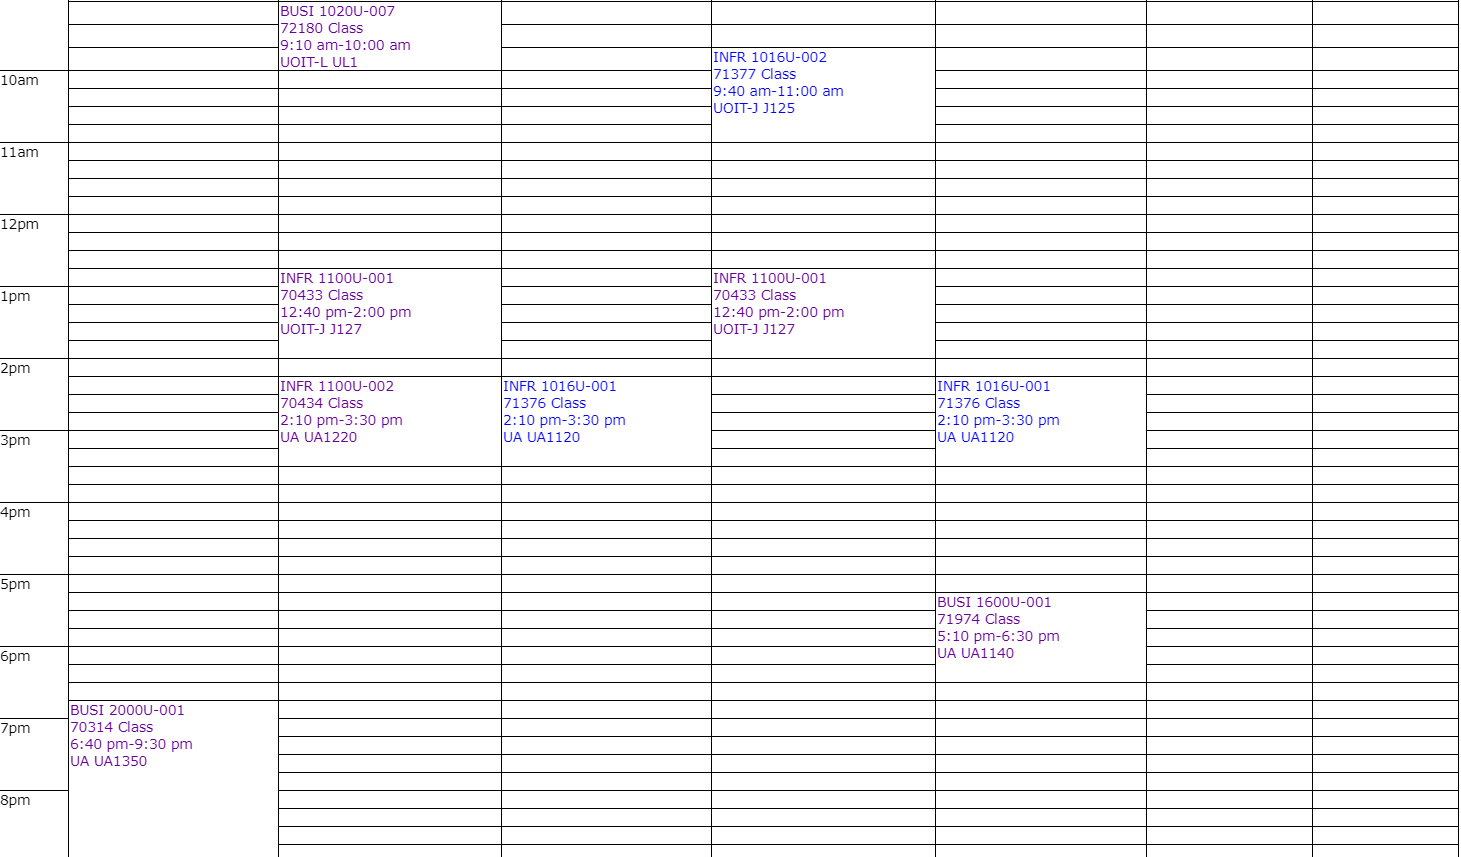 BUSI 1020U-007
72180 Class
9:10 am-10:00 am
UOIT-L UL1
INFR 1016U-002
71377 Class
9:40 am-11:00 am
UOIT-J J125
10am
11am
12pm
INFR 1100U-001
70433 Class
12:40 pm-2:00 pm
UOIT-J J127
INFR 1100U-001
70433 Class
12:40 pm-2:00 pm
UOIT-J J127
1pm
2pm
INFR 1100U-002
70434 Class
2:10 pm-3:30 pm
UA UA1220
INFR 1016U-001
71376 Class
2:10 pm-3:30 pm
UA UA1120
INFR 1016U-001
71376 Class
2:10 pm-3:30 pm
UA UA1120
3pm
4pm
5pm
BUSI 1600U-001
71974 Class
5:10 pm-6:30 pm
UA UA1140
6pm
BUSI 2000U-001
70314 Class
6:40 pm-9:30 pm
UA UA1350
7pm
8pm